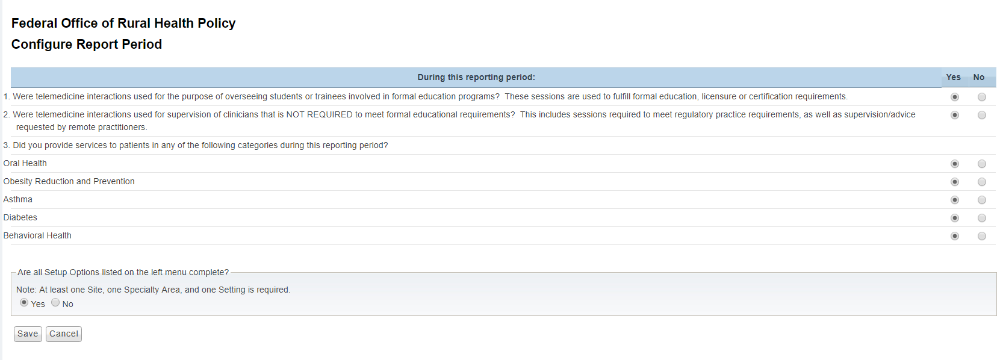 Federal Office of Rural Health Policy
Configure Report Period
During this reporting period: Yes No
1. Were telemedicine interactions used for the purpose of overseeing students or trainees involved in formal education programs?  These sessions are used to fulfill formal education, licensure or certification requirements.
2. Were telemedicine interactions used for supervision of clinicians that is NOT REQUIRED to meet formal educational requirements?  This includes sessions required to meet regulatory practice requirements, as well as supervision/advice
requested by remote practitioners.
3. Did you provide services to patients in any of the following categories during this reporting period?
Oral Health
Obesity Reduction and Prevention
Asthma
Diabetes
Behavioral Health
Are all Setup Options listed on the left menu complete?
Note: At least one Site, one Specialty Area, and one Setting is required.
Yes No
Save Cancel